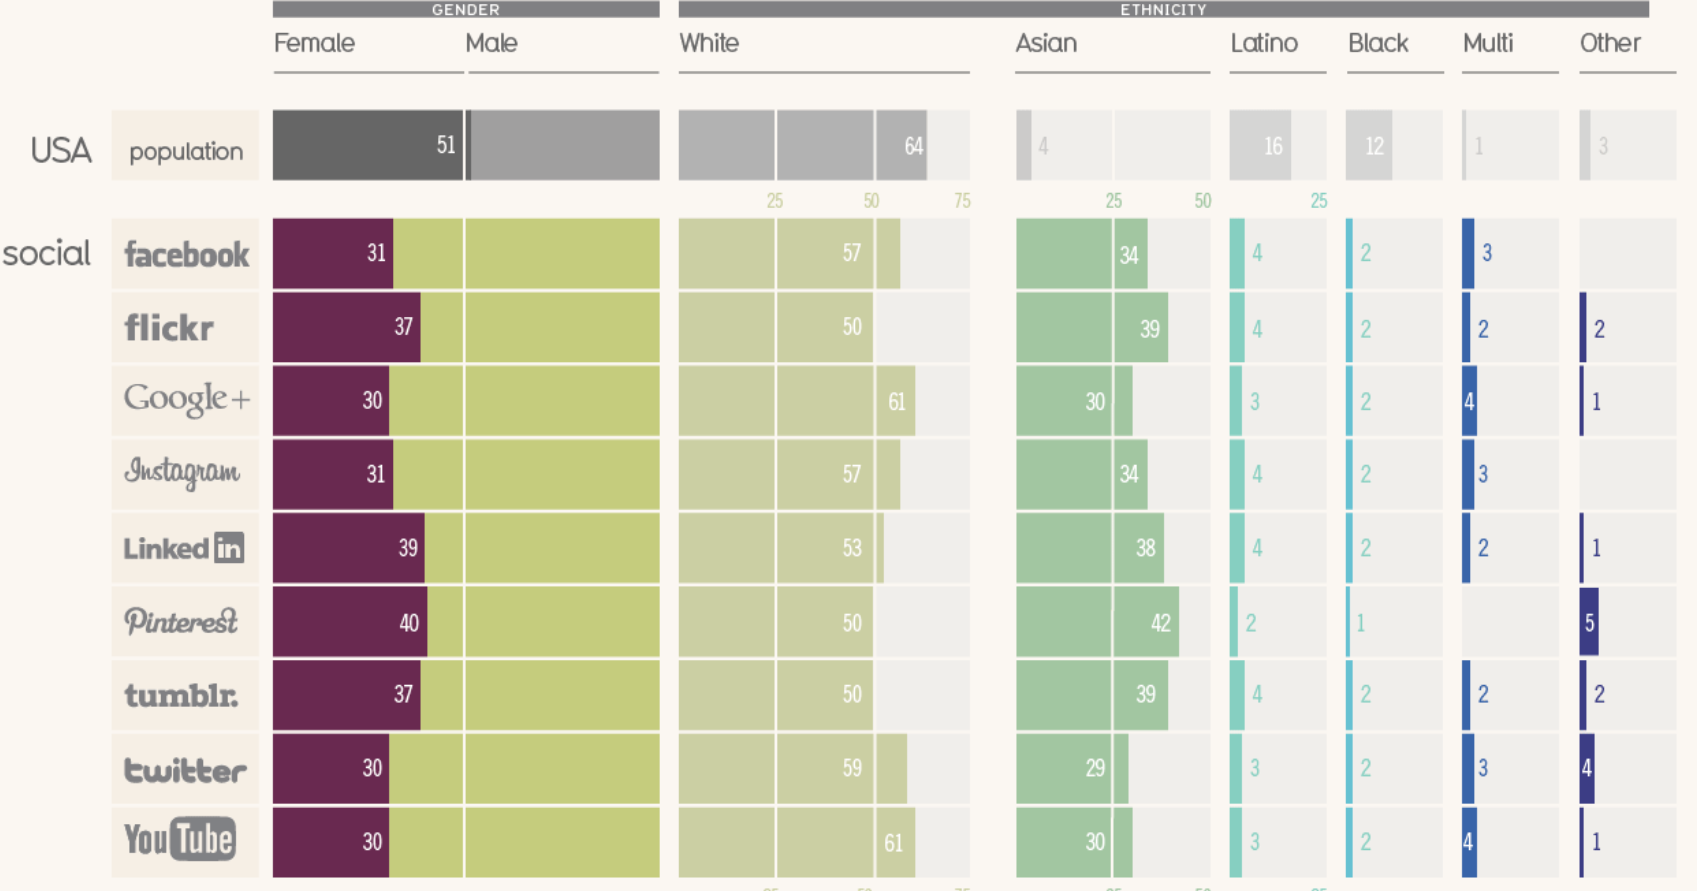 GENDER ETHNICITY
Female Male White Asian Latino Black Multi Other
USA population 51 64 4 16 12 1 3
25 50 75 25 50 25
social facebook 31 57 34 4 2 3
flickr 37 50 39 4 2 2 2
Google+ 30 61 30 3 2 4 1
Instagram 31 57 34 4 2 3
Linked in 39 53 38 4 2 2 1
Pinterest 40 50 42 2 1 5
tumblr. 37 50 39 4 2 2 2
twitter 30 59 29 3 2 3 4
YouTube 30 61 30 3 2 4 1